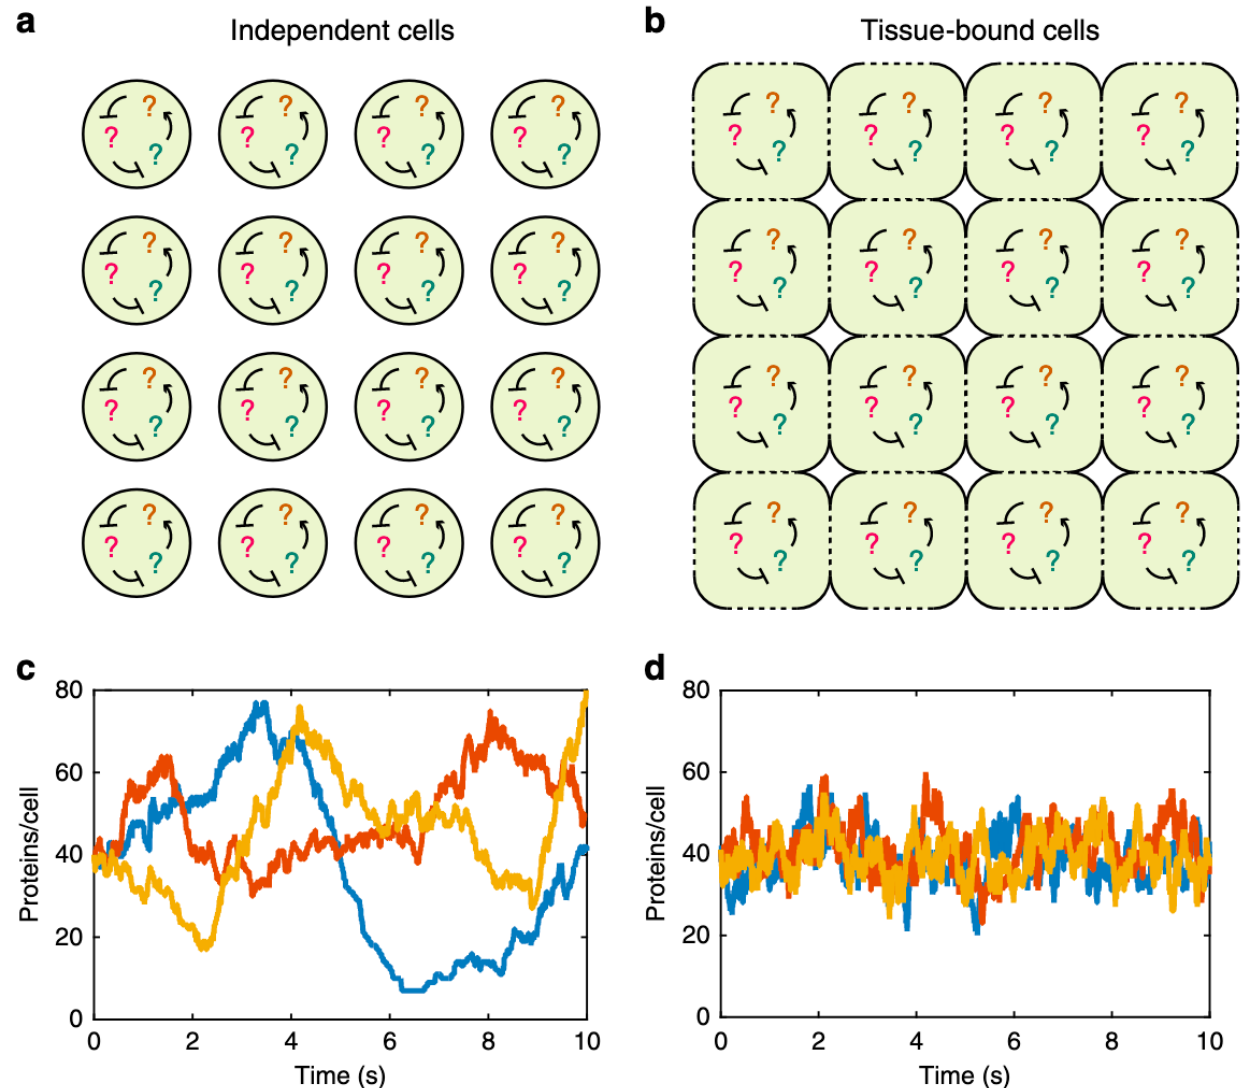 a
Independent cells
b
Tissue-bound cells
? ? ? ? ? ? ? ?
? ? ? ? ? ? ? ?
? ? ? ? ? ? ? ?
? ? ? ? ? ? ? ?
? ? ? ? ? ? ? ?
? ? ? ? ? ? ? ?
? ? ? ? ? ? ? ?
? ? ? ? ? ? ? ?
? ? ? ? ? ? ? ?
? ? ? ? ? ? ? ?
? ? ? ? ? ? ? ?
? ? ? ? ? ? ? ?
c
80
60
40
20
0
Proteins/cell
0 2 4 6 8 10
Time (s)
d
80
60
40
20
0
Proteins/cell
0 2 4 6 8 10
Time (s)